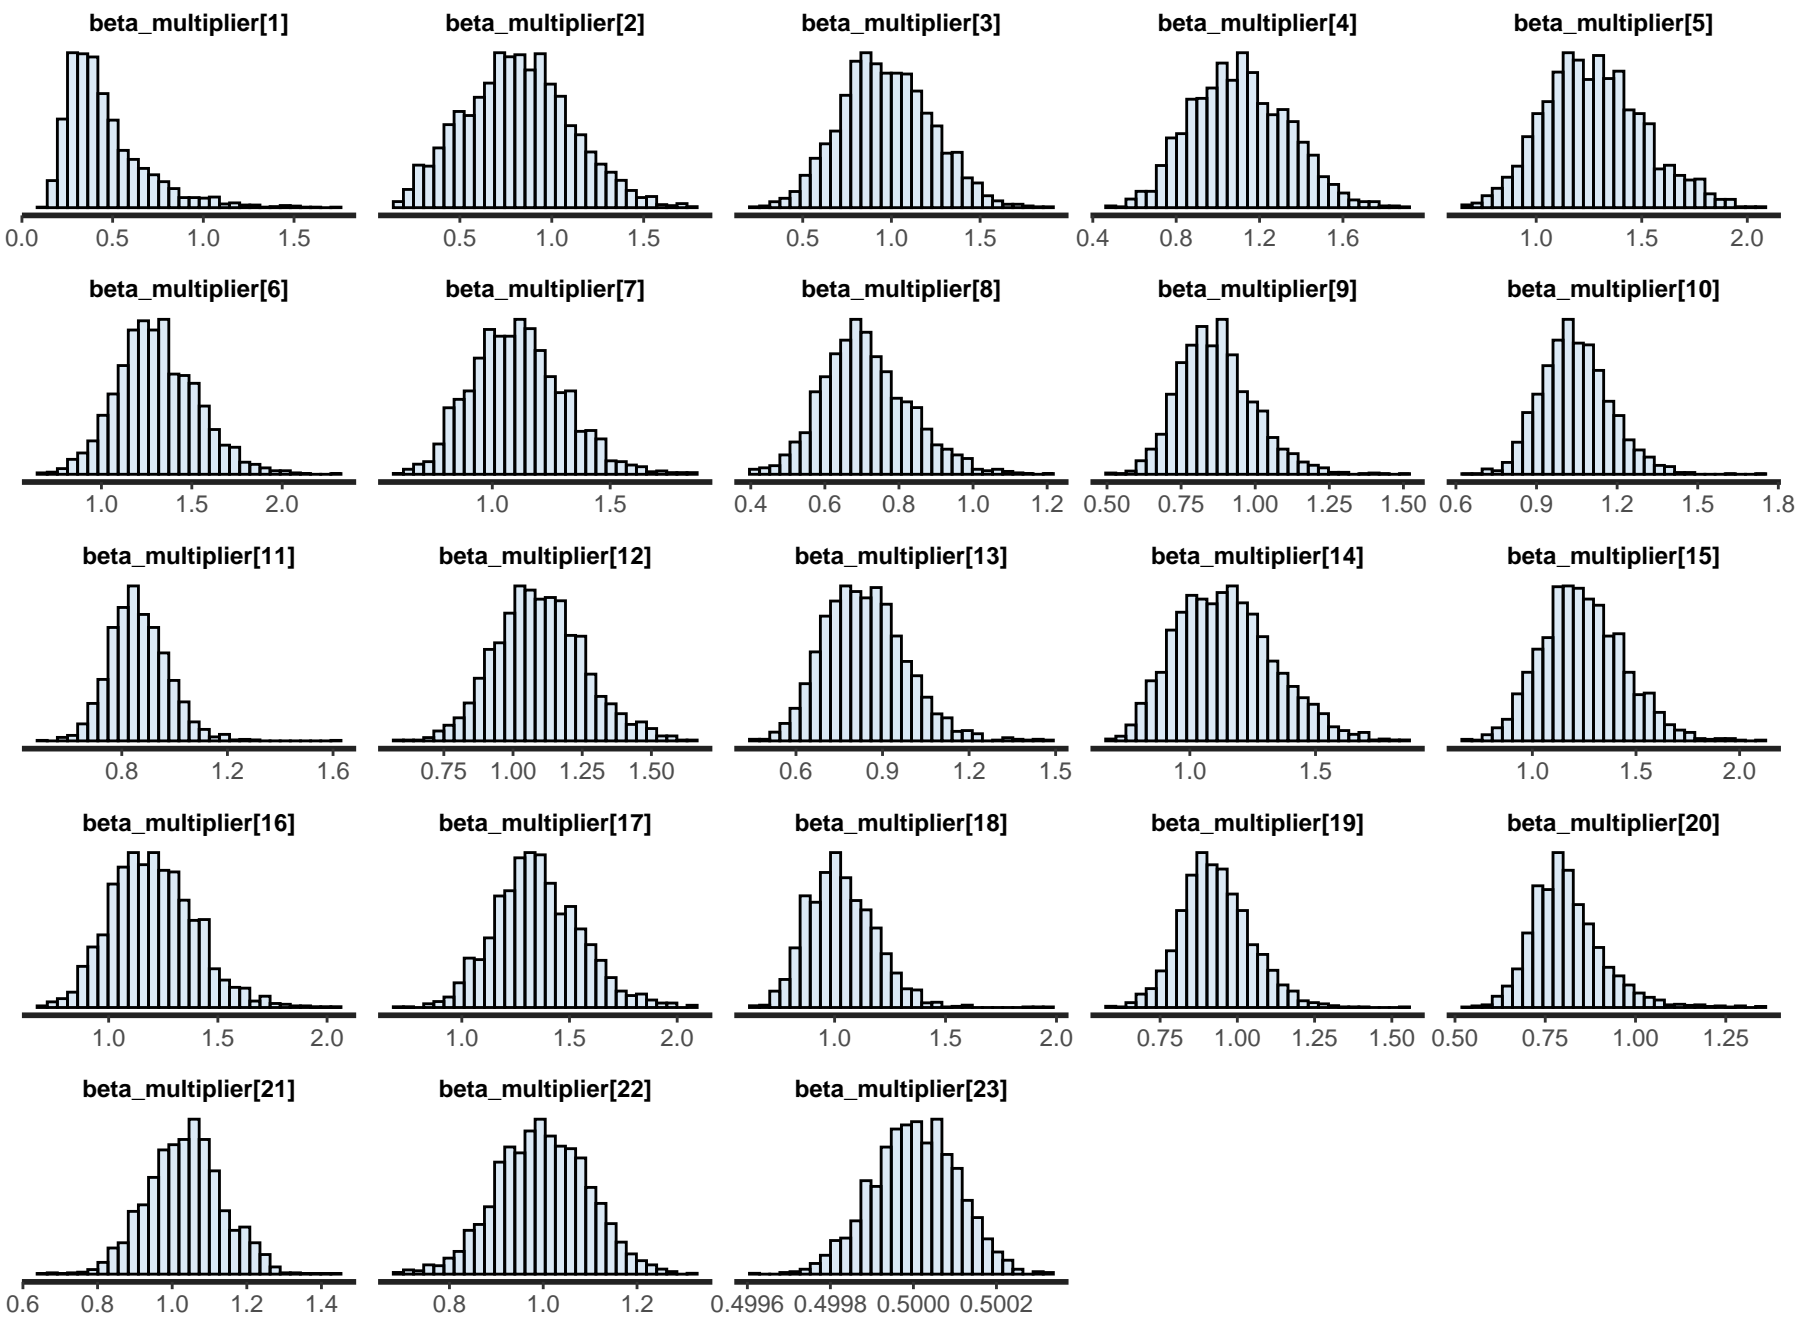 beta_multiplier[1] beta_multiplier[2] beta_multiplier[3] beta_multiplier[4] beta_multiplier[5]
0.0 0.5 1.0 1.5 0.5 1.0 1.5 0.5 1.0 1.5 0.4 0.8 1.2 1.6 1.0 1.5 2.0
beta_multiplier[6] beta_multiplier[7] beta_multiplier[8] beta_multiplier[9] beta_multiplier[10]
1.0 1.5 2.0 1.0 1.5 0.4 0.6 0.8 1.0 1.2 0.50 0.75 1.00 1.25 1.50 0.6 0.9 1.2 1.5 1.8
beta_multiplier[11] beta_multiplier[12] beta_multiplier[13] beta_multiplier[14] beta_multiplier[15]
0.8 1.2 1.6 0.75 1.00 1.25 1.50 0.6 0.9 1.2 1.5 1.0 1.5 1.0 1.5 2.0
beta_multiplier[16] beta_multiplier[17] beta_multiplier[18] beta_multiplier[19] beta_multiplier[20]
1.0 1.5 2.0 1.0 1.5 2.0 1.0 1.5 2.0 0.75 1.00 1.25 1.50 0.50 0.75 1.00 1.25
beta_multiplier[21] beta_multiplier[22] beta_multiplier[23]
0.6 0.8 1.0 1.2 1.4 0.8 1.0 1.2 0.4996 0.4998 0.5000 0.5002